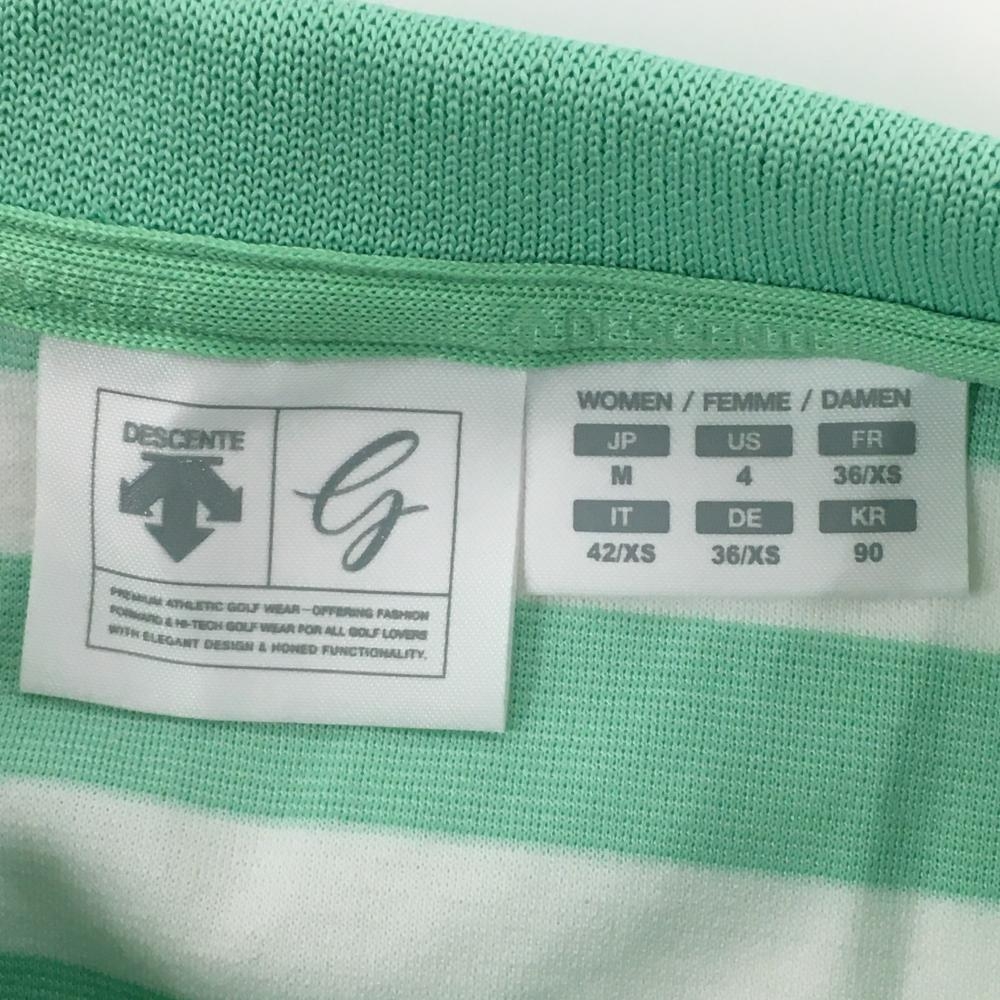 DESCENTE
DESCENTE
G
PREMIUM ATHLETIC GOLF WEAR—OFFERING FASHION
FORWARD & HI-TECH GOLF WEAR FOR ALL GOLF LOVERS
WITH ELEGANT DESIGN & HONED FUNCTIONALITY.
WOMEN / FEMME / DAMEN
JP US FR
M 4 36/XS
IT DE KR
42/XS 36/XS 90